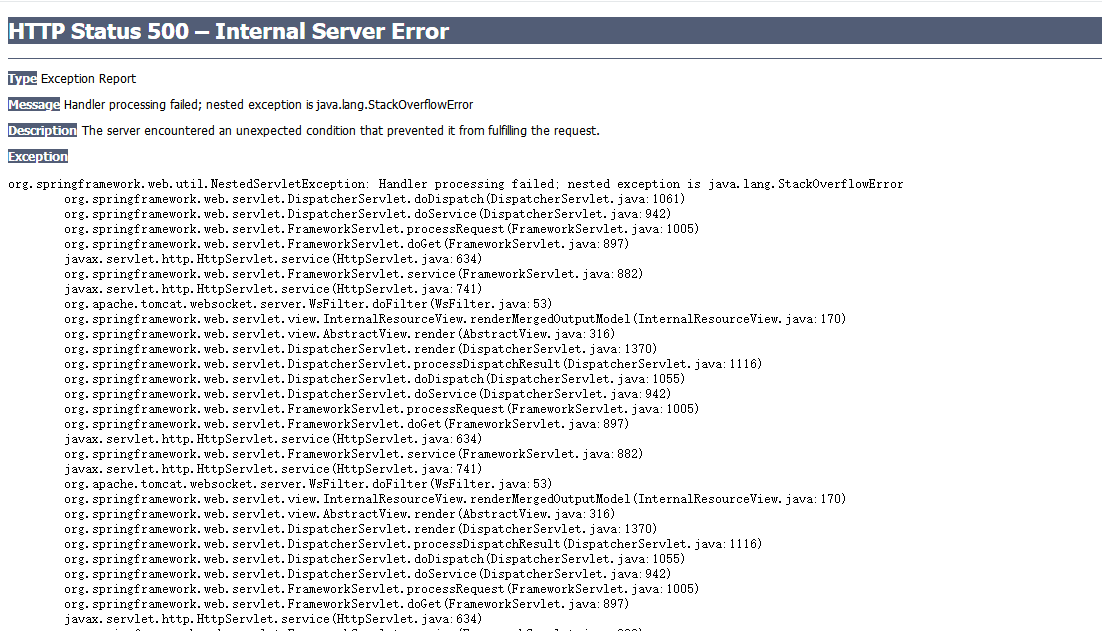 HTTP Status 500 – Internal Server Error
Type Exception Report
Message Handler processing failed; nested exception is java.lang.StackOverflowError
Description The server encountered an unexpected condition that prevented it from fulfilling the request.
Exception
org.springframework.web.util.NestedServletException: Handler processing failed; nested exception is java.lang.StackOverflowError
org.springframework.web.servlet.DispatcherServlet.doDispatch(DispatcherServlet.java:1061)
org.springframework.web.servlet.DispatcherServlet.doService(DispatcherServlet.java:942)
org.springframework.web.servlet.FrameworkServlet.processRequest(FrameworkServlet.java:1005)
org.springframework.web.servlet.FrameworkServlet.doGet(FrameworkServlet.java:897)
javax.servlet.http.HttpServlet.service(HttpServlet.java:634)
org.springframework.web.servlet.FrameworkServlet.service(FrameworkServlet.java:882)
javax.servlet.http.HttpServlet.service(HttpServlet.java:741)
org.apache.tomcat.websocket.server.WsFilter.doFilter(WsFilter.java:53)
org.springframework.web.servlet.view.InternalResourceView.renderMergedOutputModel(InternalResourceView.java:170)
org.springframework.web.servlet.view.AbstractView.render(AbstractView.java:316)
org.springframework.web.servlet.DispatcherServlet.render(DispatcherServlet.java:1370)
org.springframework.web.servlet.DispatcherServlet.processDispatchResult(DispatcherServlet.java:1116)
org.springframework.web.servlet.DispatcherServlet.doDispatch(DispatcherServlet.java:1055)
org.springframework.web.servlet.DispatcherServlet.doService(DispatcherServlet.java:942)
org.springframework.web.servlet.FrameworkServlet.processRequest(FrameworkServlet.java:1005)
org.springframework.web.servlet.FrameworkServlet.doGet(FrameworkServlet.java:897)
javax.servlet.http.HttpServlet.service(HttpServlet.java:634)
org.springframework.web.servlet.FrameworkServlet.service(FrameworkServlet.java:882)
javax.servlet.http.HttpServlet.service(HttpServlet.java:741)
org.apache.tomcat.websocket.server.WsFilter.doFilter(WsFilter.java:53)
org.springframework.web.servlet.view.InternalResourceView.renderMergedOutputModel(InternalResourceView.java:170)
org.springframework.web.servlet.view.AbstractView.render(AbstractView.java:316)
org.springframework.web.servlet.DispatcherServlet.render(DispatcherServlet.java:1370)
org.springframework.web.servlet.DispatcherServlet.processDispatchResult(DispatcherServlet.java:1116)
org.springframework.web.servlet.DispatcherServlet.doDispatch(DispatcherServlet.java:1055)
org.springframework.web.servlet.DispatcherServlet.doService(DispatcherServlet.java:942)
org.springframework.web.servlet.FrameworkServlet.processRequest(FrameworkServlet.java:1005)
org.springframework.web.servlet.FrameworkServlet.doGet(FrameworkServlet.java:897)
javax.servlet.http.HttpServlet.service(HttpServlet.java:634)